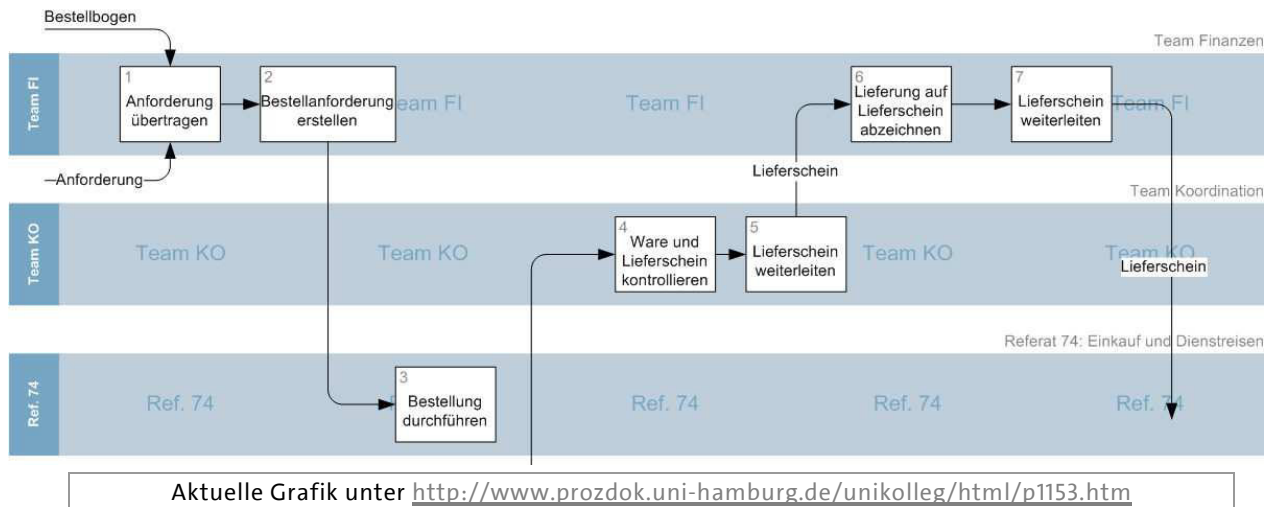 Bestellbogen
Team Finanzen
Team FI
1
Anforderung
übertragen
2
Bestellanforderung
erstellen
eam FI
Team FI
6
Lieferung auf
Lieferschein
abzeichnen
7
Lieferschein
weiterleiten
Team FI
Anforderung
Lieferschein
Team Koordination
Team KO
Team KO
Team KO
4
Ware und
Lieferschein
kontrollieren
5
Lieferschein
weiterleiten
Team KO
Team KO
Lieferschein
Referat 74: Einkauf und Dienstreisen
Ref. 74
Ref. 74
3
Bestellung
durchführen
Ref. 74
Ref. 74
Ref. 74
Aktuelle Grafik unter http://www.prozdok.uni-hamburg.de/unikolleg/html/p1153.htm